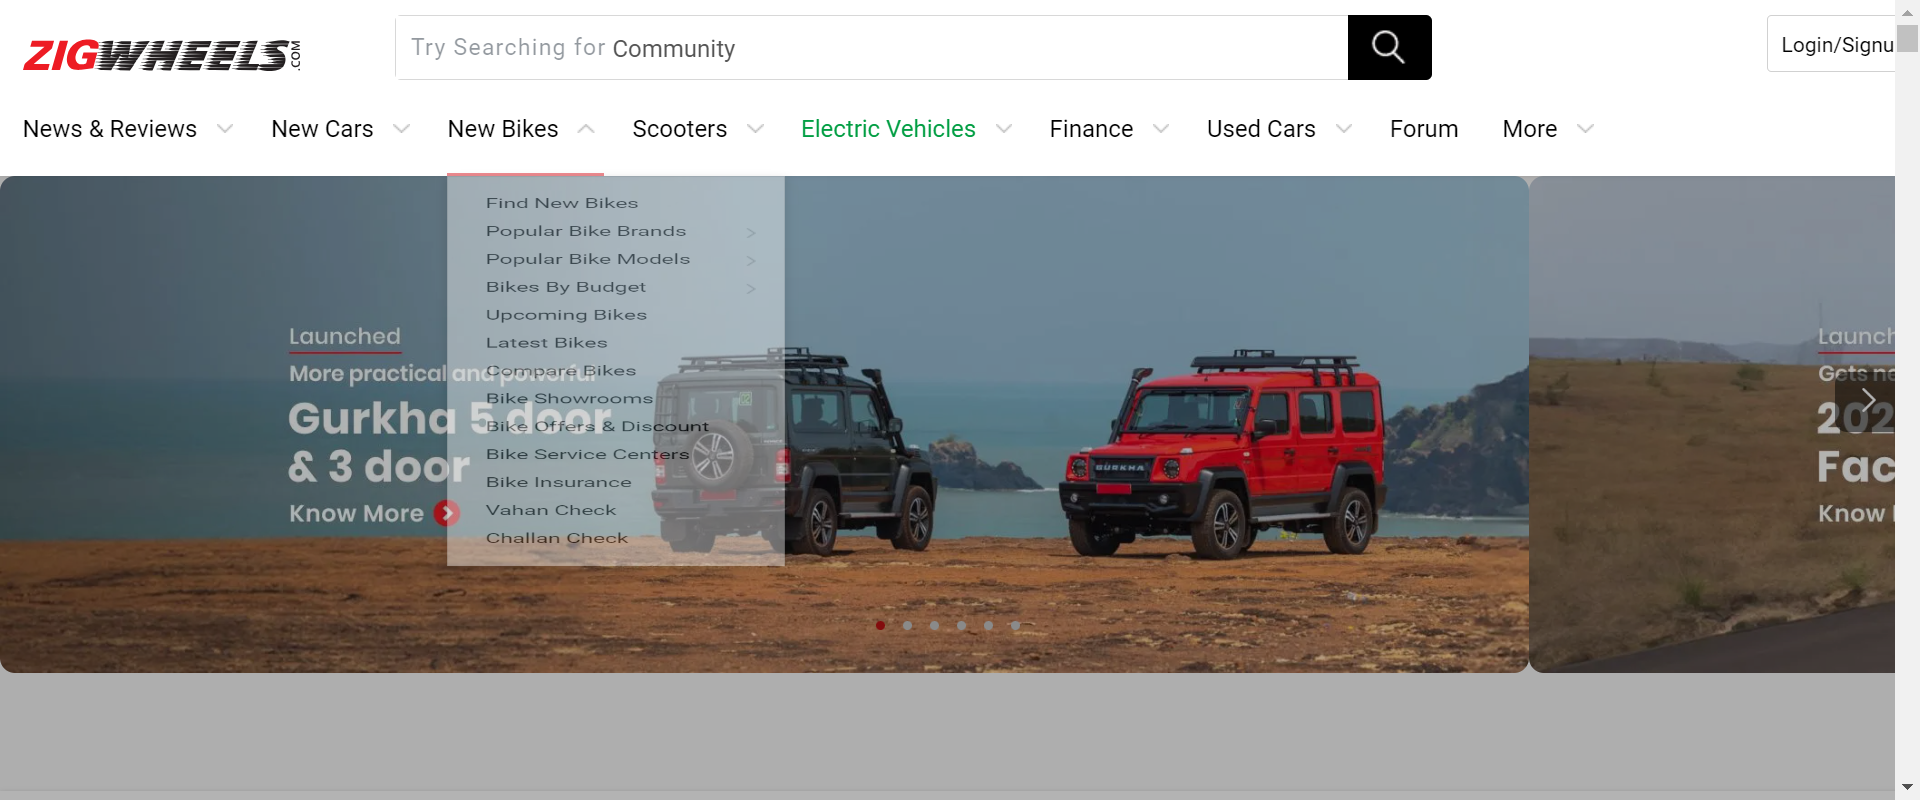 ZIGWHEELS.COM
Try Searching for Community
Login/Signu
News & Reviews
New Cars
New Bikes
Scooters
Electric Vehicles
Finance
Used Cars
Forum
More
Find New Bikes
Popular Bike Brands >
Popular Bike Models >
Bikes By Budget >
Upcoming Bikes
Latest Bikes
Compare Bikes
Bike Showrooms
Bike Offers & Discount
Bike Service Centers
Bike Insurance
Vahan Check
Challan Check
Launched
More practical and powerful
Gurkha 5 door
& 3 door
Know More
GURKHA
Launch
Gets ne
202
Fac
Know